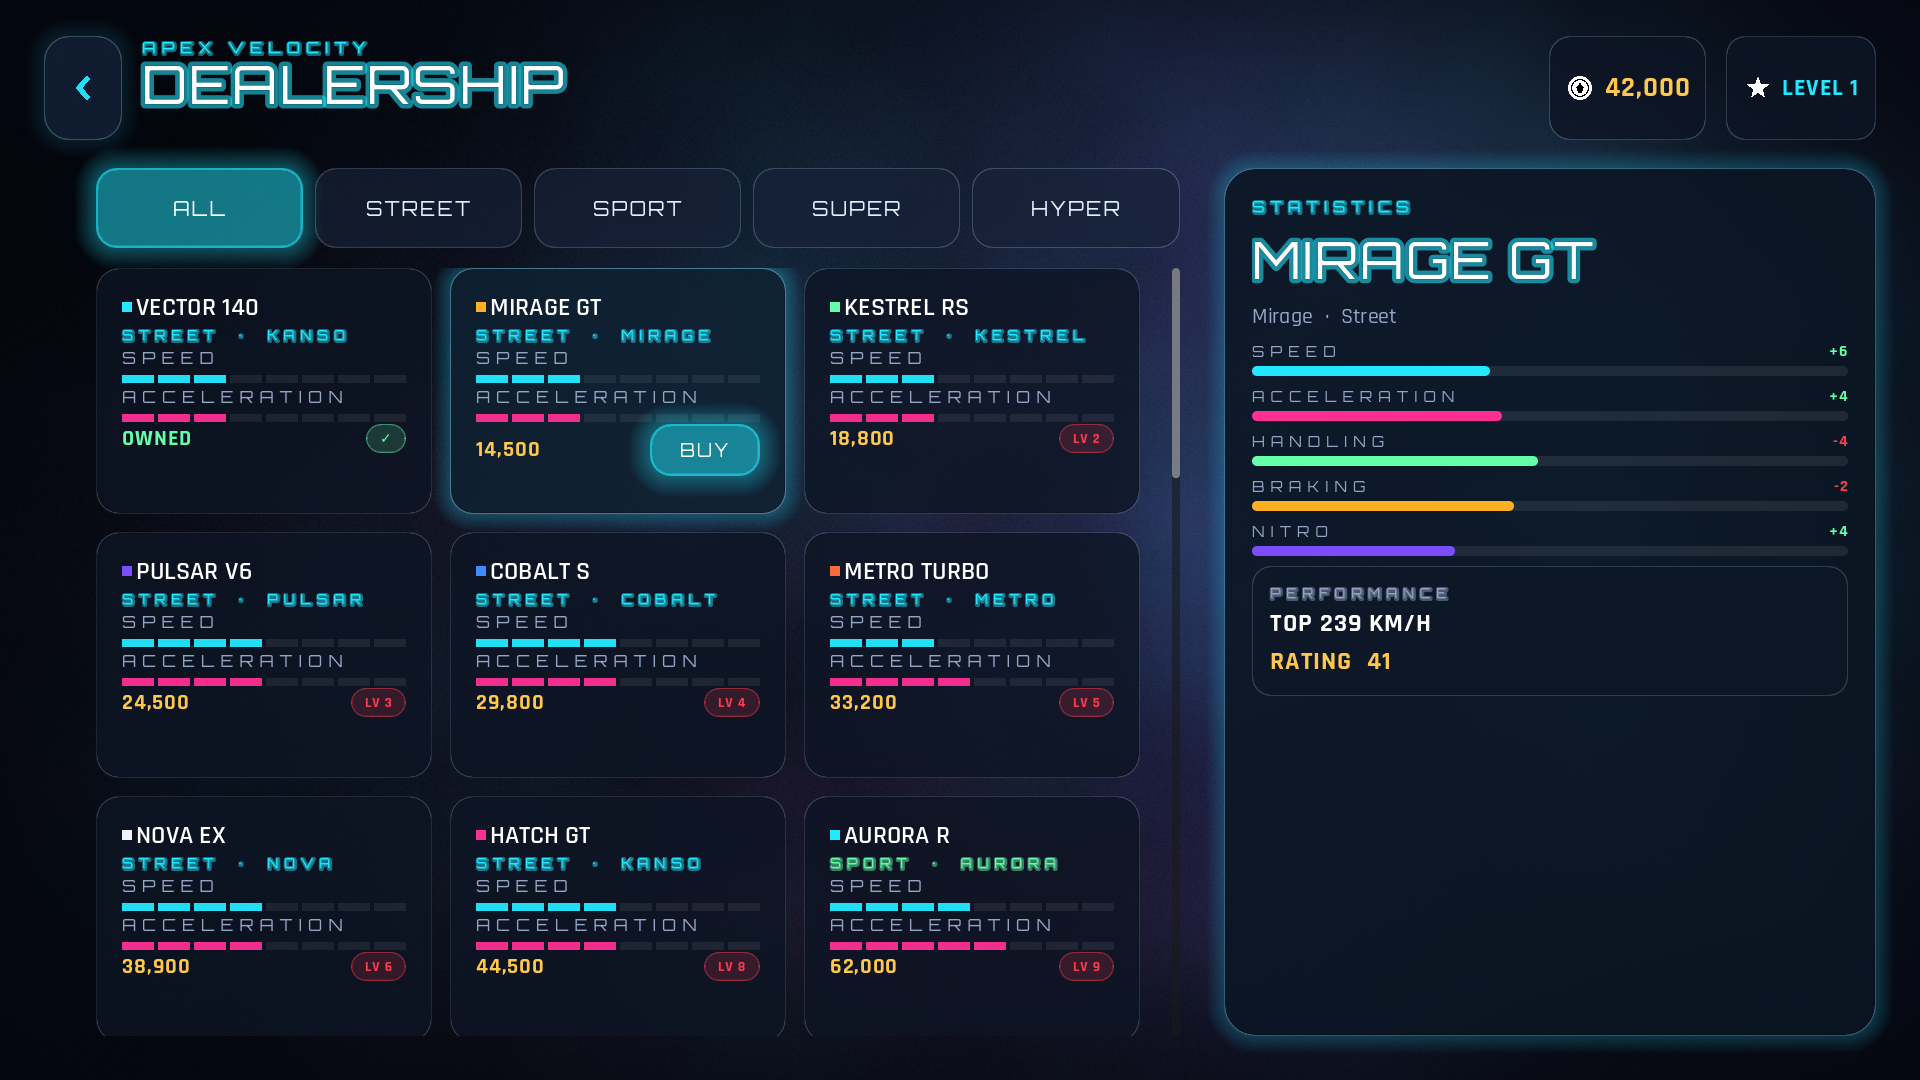 APEX VELOCITY
DEALERSHIP
42,000
LEVEL 1
ALL
STREET
SPORT
SUPER
HYPER
VECTOR 140
STREET · KANSO
SPEED
ACCELERATION
OWNED ✓
MIRAGE GT
STREET · MIRAGE
SPEED
ACCELERATION
14,500 BUY
KESTREL RS
STREET · KESTREL
SPEED
ACCELERATION
18,800 LV 2
PULSAR V6
STREET · PULSAR
SPEED
ACCELERATION
24,500 LV 3
COBALT S
STREET · COBALT
SPEED
ACCELERATION
29,800 LV 4
METRO TURBO
STREET · METRO
SPEED
ACCELERATION
33,200 LV 5
NOVA EX
STREET · NOVA
SPEED
ACCELERATION
38,900 LV 6
HATCH GT
STREET · KANSO
SPEED
ACCELERATION
44,500 LV 8
AURORA R
SPORT · AURORA
SPEED
ACCELERATION
62,000 LV 9
STATISTICS
MIRAGE GT
Mirage · Street
SPEED +6
ACCELERATION +4
HANDLING -4
BRAKING -2
NITRO +4
PERFORMANCE
TOP 239 KM/H
RATING 41